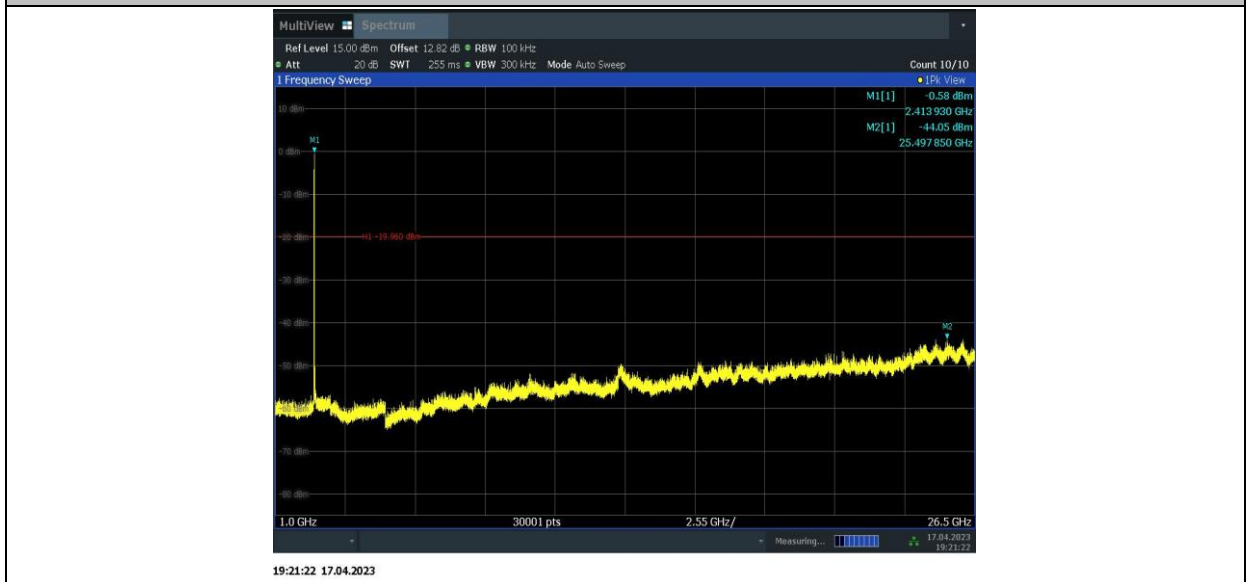 MultiView Spectrum
Ref Level 15.00 dBm Offset 12.82 dB RBW 100 kHz
Att 20 dB SWT 255 ms VBW 300 kHz Mode Auto Sweep Count 10/10
1 Frequency Sweep 1Pk View
M1[1] -0.58 dBm
10 dBm
2.413 930 GHz
M2[1] -44.05 dBm
M1
25.497 850 GHz
0 dBm
-10 dBm
-20 dBm H1 -19.960 dBm
-30 dBm
-40 dBm
M2
-50 dBm
-60 dBm
-70 dBm
-80 dBm
1.0 GHz 30001 pts 2.55 GHz/ 26.5 GHz
Measuring... 17.04.2023
19:21:22
19:21:22 17.04.2023